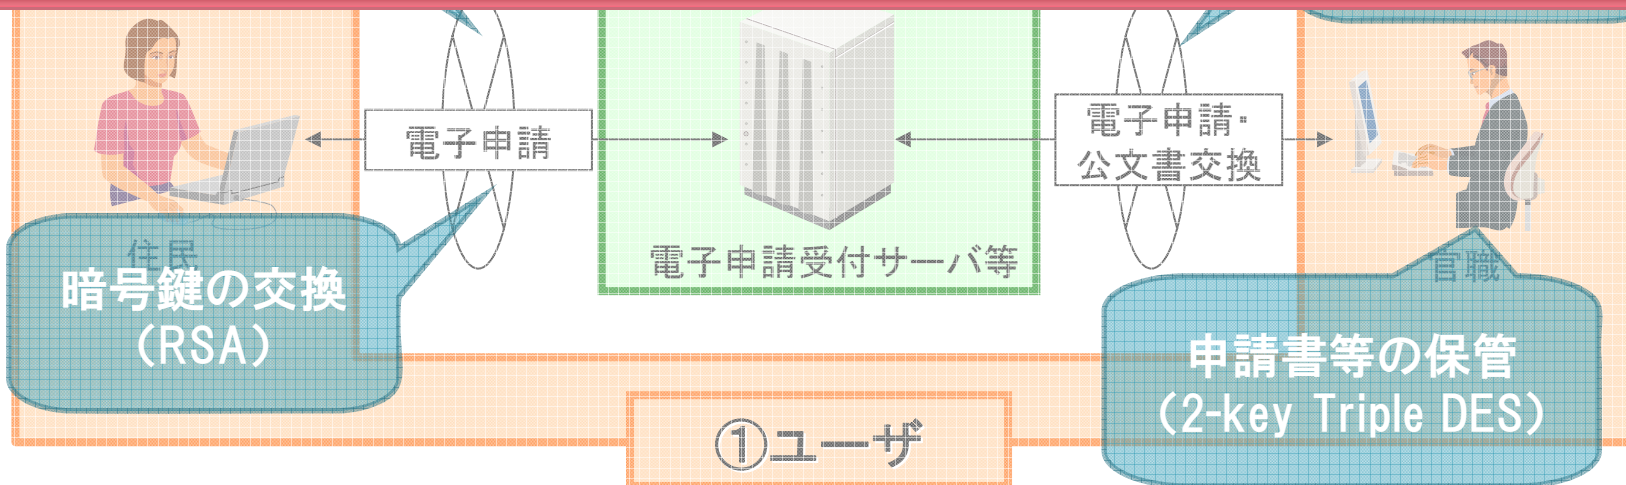 電子申請
電子申請・
公文書交換
住民
電子申請受付サーバ等
官職
暗号鍵の交換
(RSA)
申請書等の保管
(2-key Triple DES)
①ユーザ